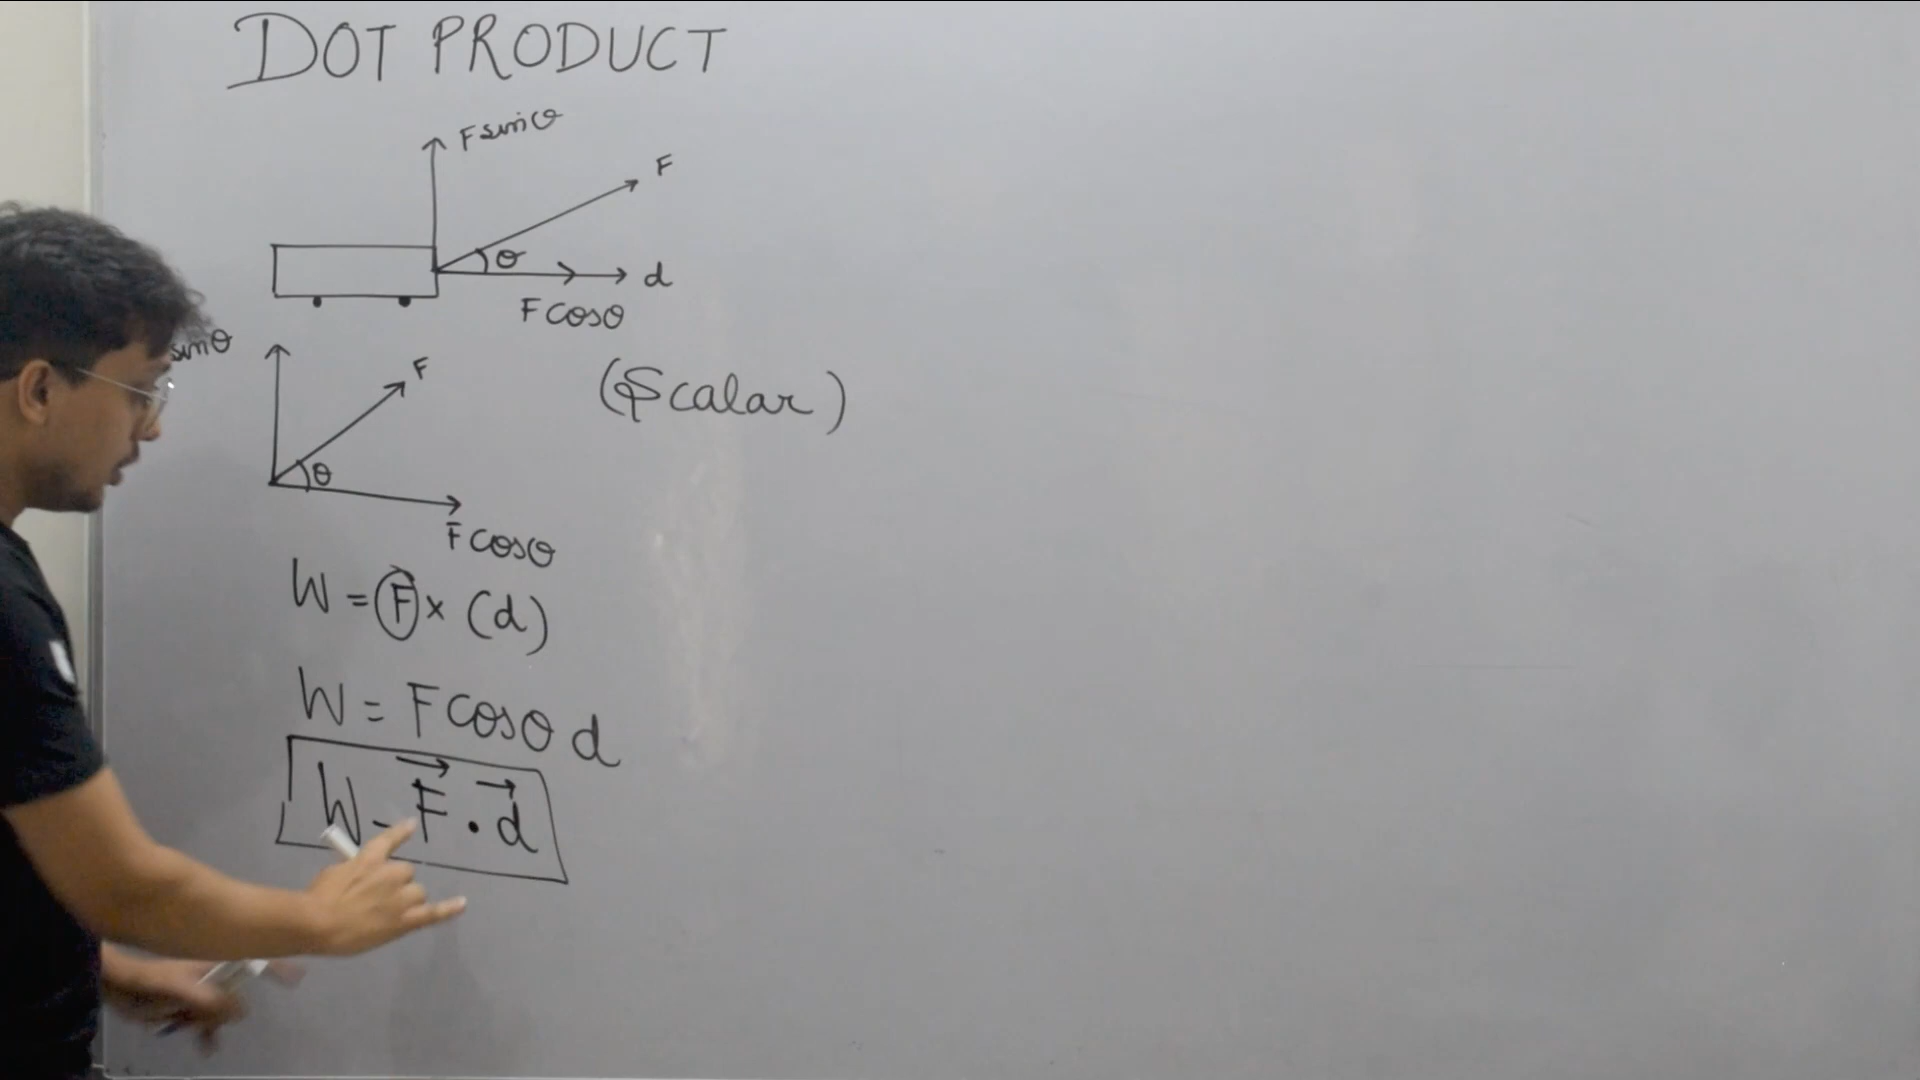 DOT PRODUCT
F sinθ
F
θ
d
F cosθ
sinθ
F
(Scalar)
θ
F cosθ
W = F⃗ × (d)
W = F cosθ d
W = F⃗ · d⃗